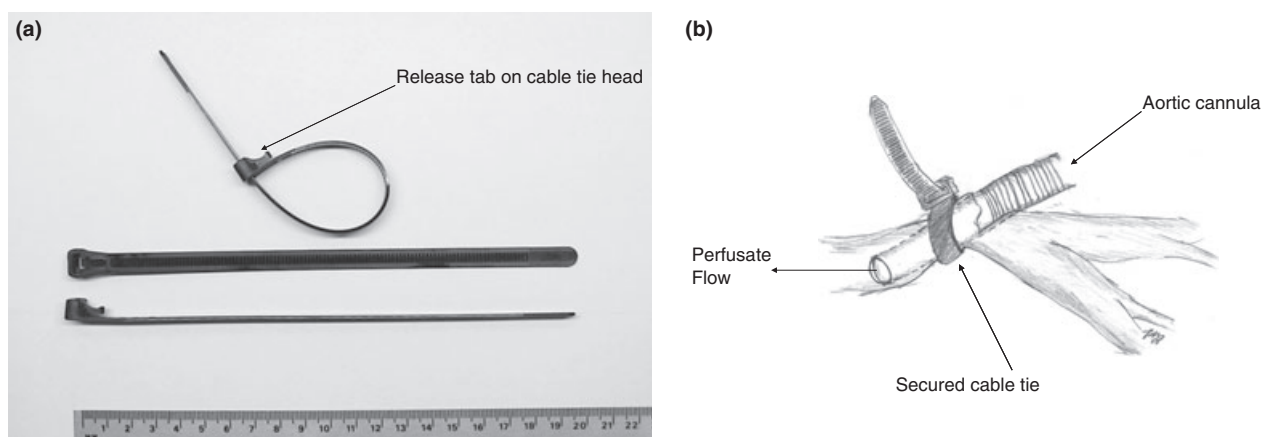 (a)
Release tab on cable tie head
1 2 3 4 5 6 7 8 9 10 11 12 13 14 15 16 17 18 19 20 21 22
(b)
Aortic cannula
Perfusate
Flow
Secured cable tie